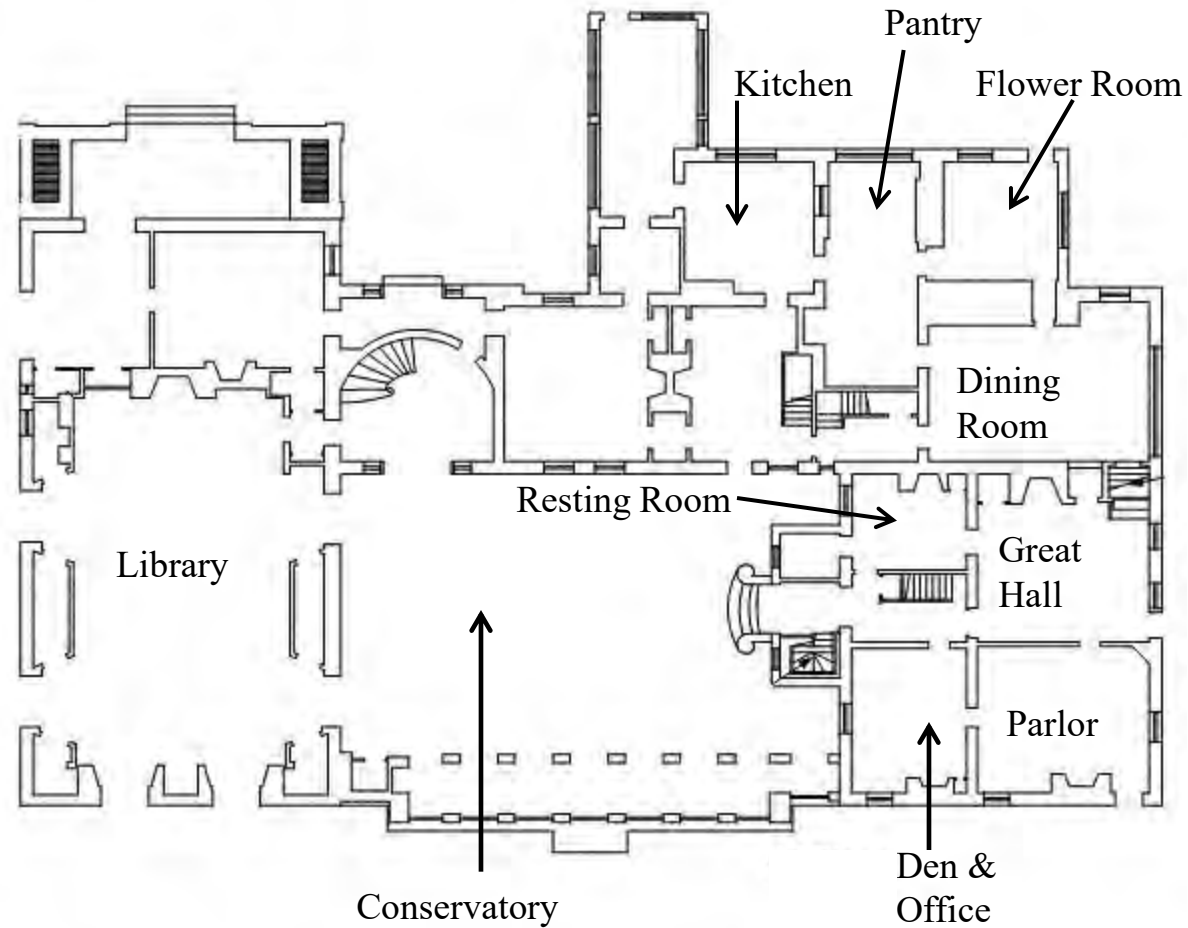 Pantry
Kitchen
Flower Room
Dining
Room
Resting Room
Great
Hall
Library
Parlor
Den &
Office
Conservatory